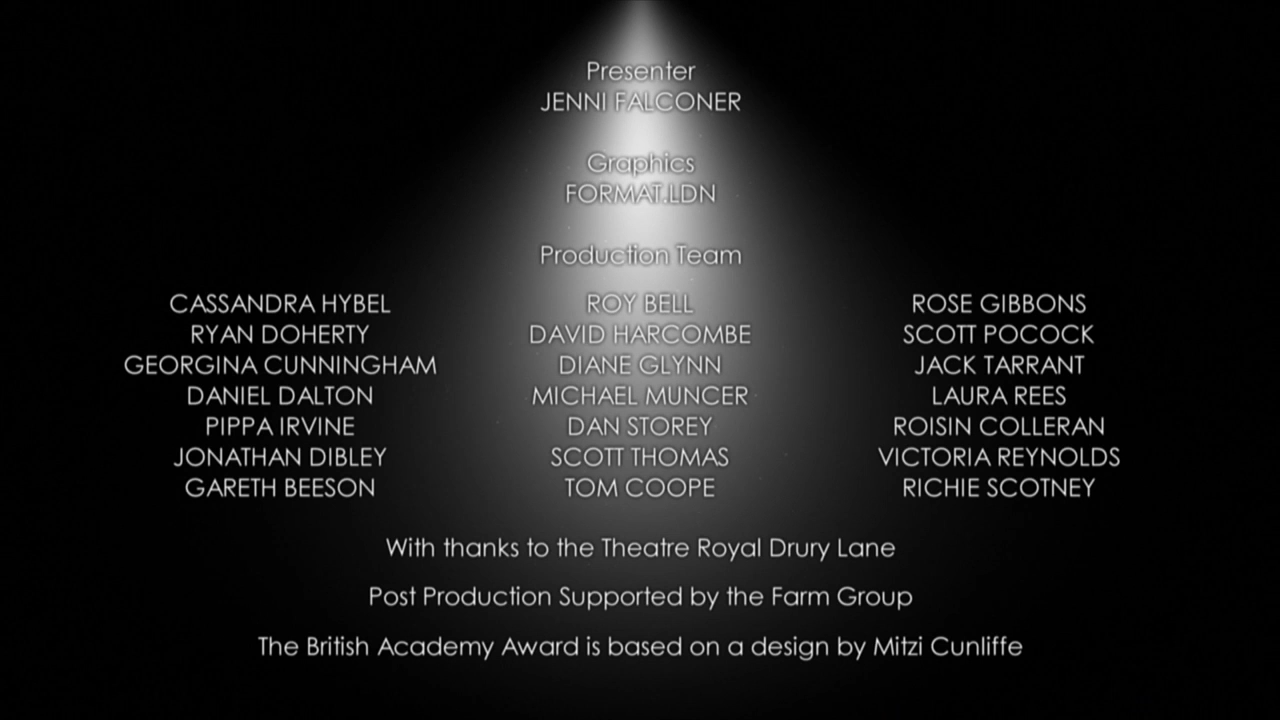 Presenter
JENNI FALCONER
Graphics
FORMAT.LDN
Production Team
CASSANDRA HYBEL ROY BELL ROSE GIBBONS
RYAN DOHERTY DAVID HARCOMBE SCOTT POCOCK
GEORGINA CUNNINGHAM DIANE GLYNN JACK TARRANT
DANIEL DALTON MICHAEL MUNCER LAURA REES
PIPPA IRVINE DAN STOREY ROISIN COLLERAN
JONATHAN DIBLEY SCOTT THOMAS VICTORIA REYNOLDS
GARETH BEESON TOM COOPE RICHIE SCOTNEY
With thanks to the Theatre Royal Drury Lane
Post Production Supported by the Farm Group
The British Academy Award is based on a design by Mitzi Cunliffe